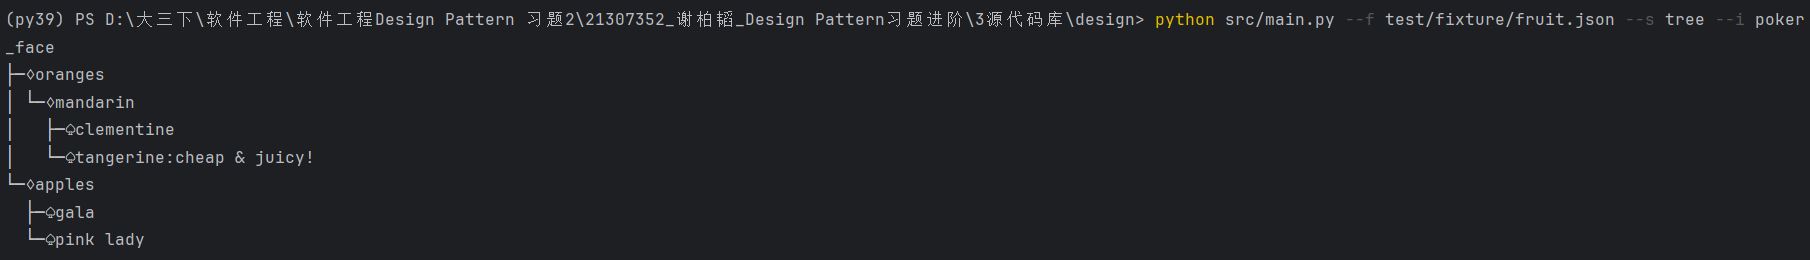 (py39) PS D:\大三下\软件工程\软件工程Design Pattern 习题2\21307352_谢柏韬_Design Pattern习题进阶\3源代码库\design> python src/main.py --f test/fixture/fruit.json --s tree --i poker
_face
├─♢oranges
│ └─♢mandarin
│   ├─♤clementine
│   └─♤tangerine:cheap & juicy!
└─♢apples
  ├─♤gala
  └─♤pink lady